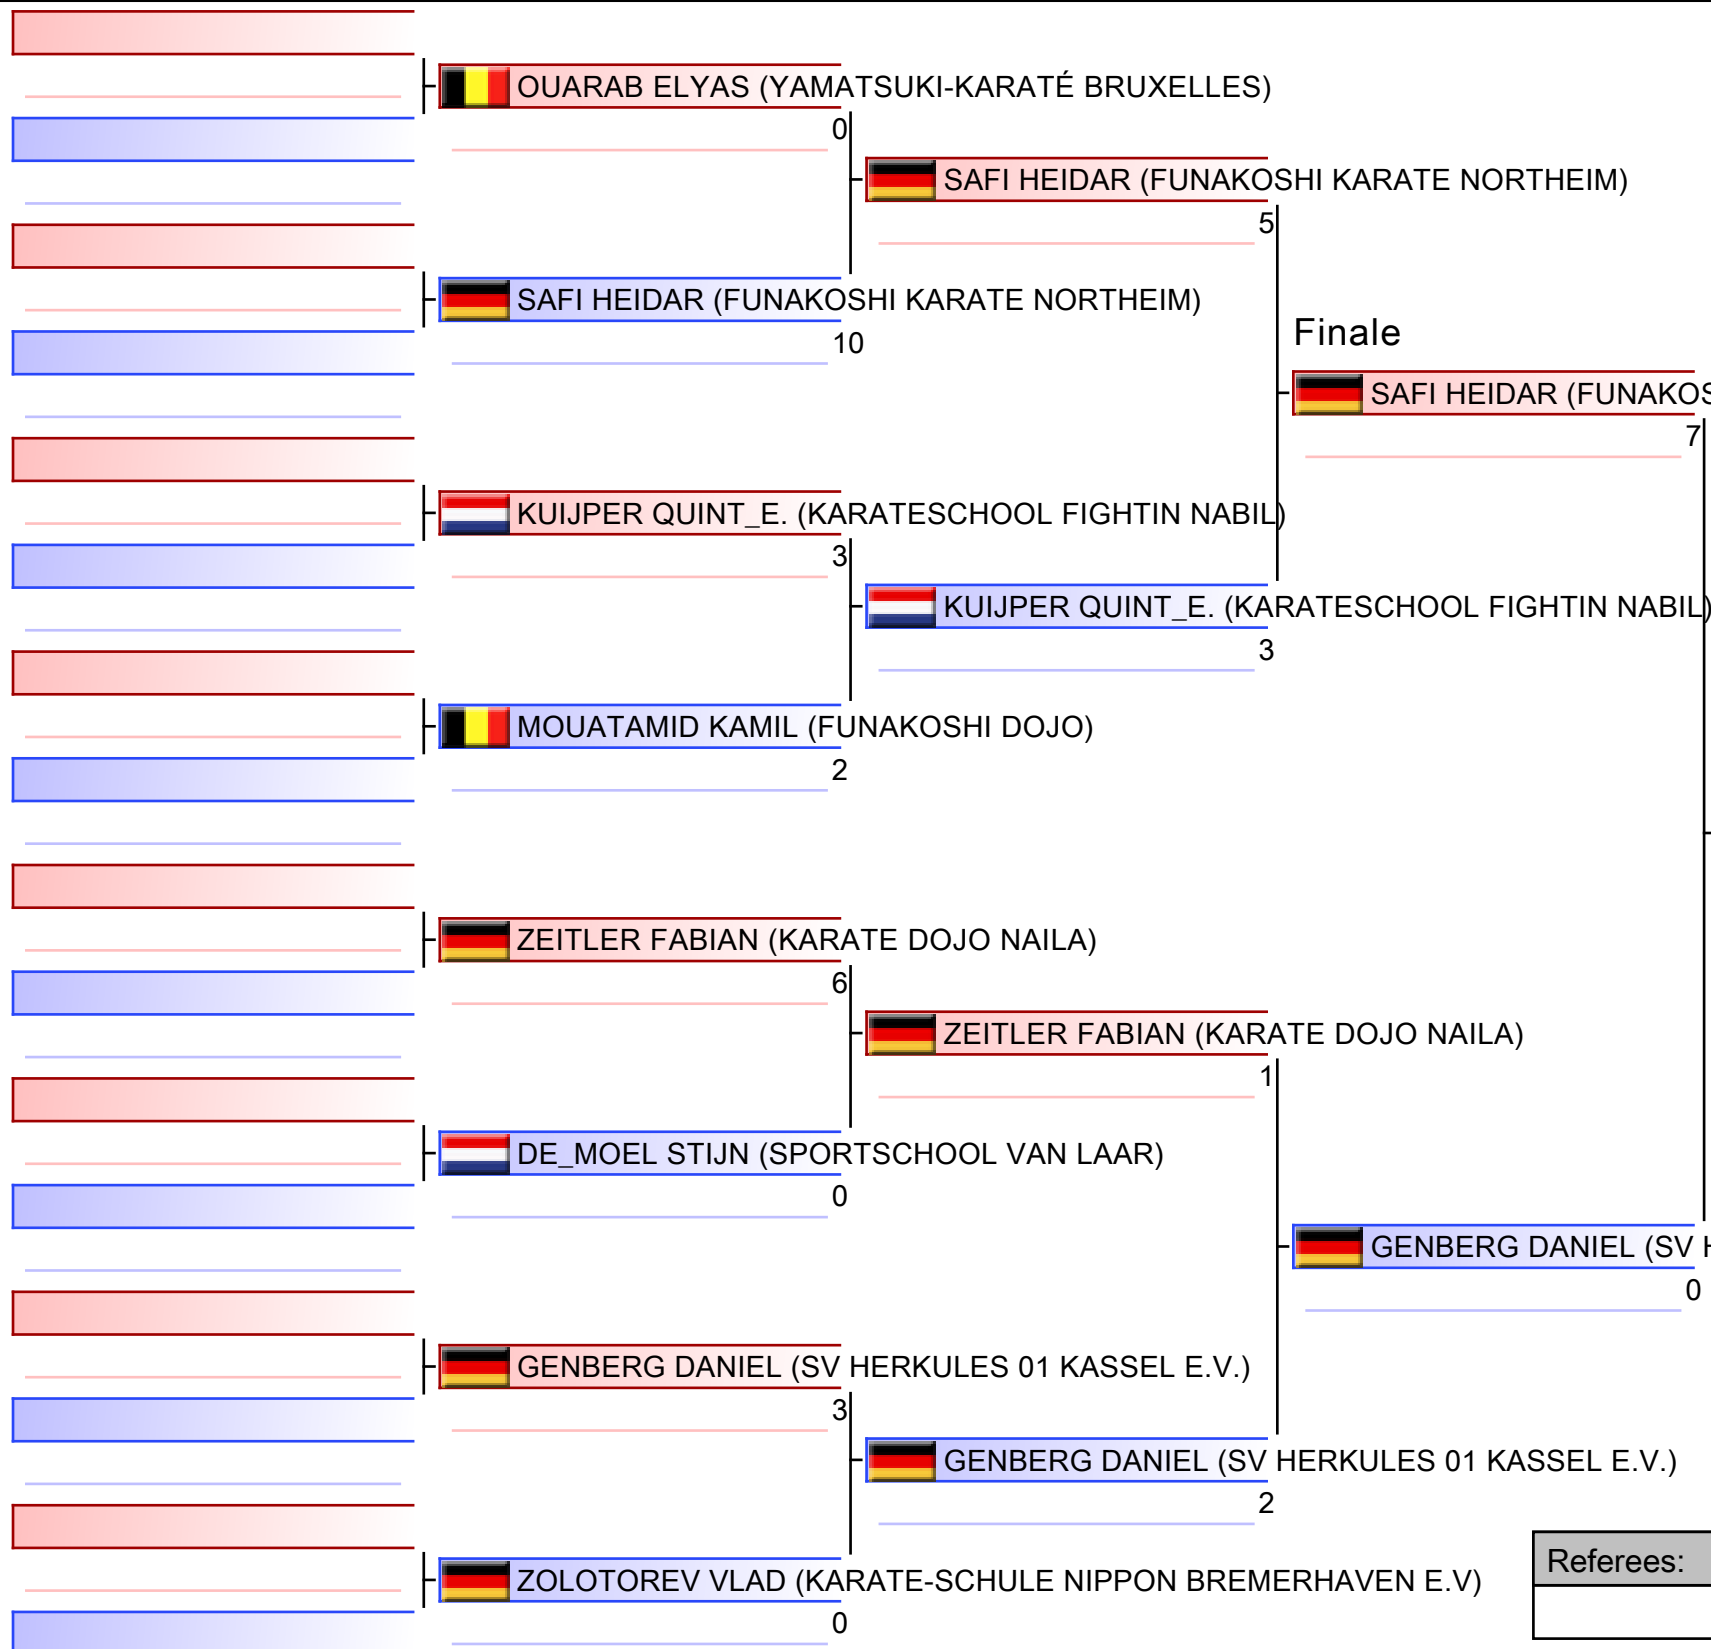 OUARAB ELYAS (YAMATSUKI-KARATÉ BRUXELLES)
0
SAFI HEIDAR (FUNAKOSHI KARATE NORTHEIM)
10
KUIJPER QUINT_E. (KARATESCHOOL FIGHTIN NABIL)
3
MOUATAMID KAMIL (FUNAKOSHI DOJO)
2
ZEITLER FABIAN (KARATE DOJO NAILA)
6
DE_MOEL STIJN (SPORTSCHOOL VAN LAAR)
0
GENBERG DANIEL (SV HERKULES 01 KASSEL E.V.)
3
ZOLOTOREV VLAD (KARATE-SCHULE NIPPON BREMERHAVEN E.V)
0
SAFI HEIDAR (FUNAKOSHI KARATE NORTHEIM)
5
KUIJPER QUINT_E. (KARATESCHOOL FIGHTIN NABIL)
3
ZEITLER FABIAN (KARATE DOJO NAILA)
1
GENBERG DANIEL (SV HERKULES 01 KASSEL E.V.)
2
Finale
SAFI HEIDAR (FUNAKOS
7
GENBERG DANIEL (SV H
0
Referees: